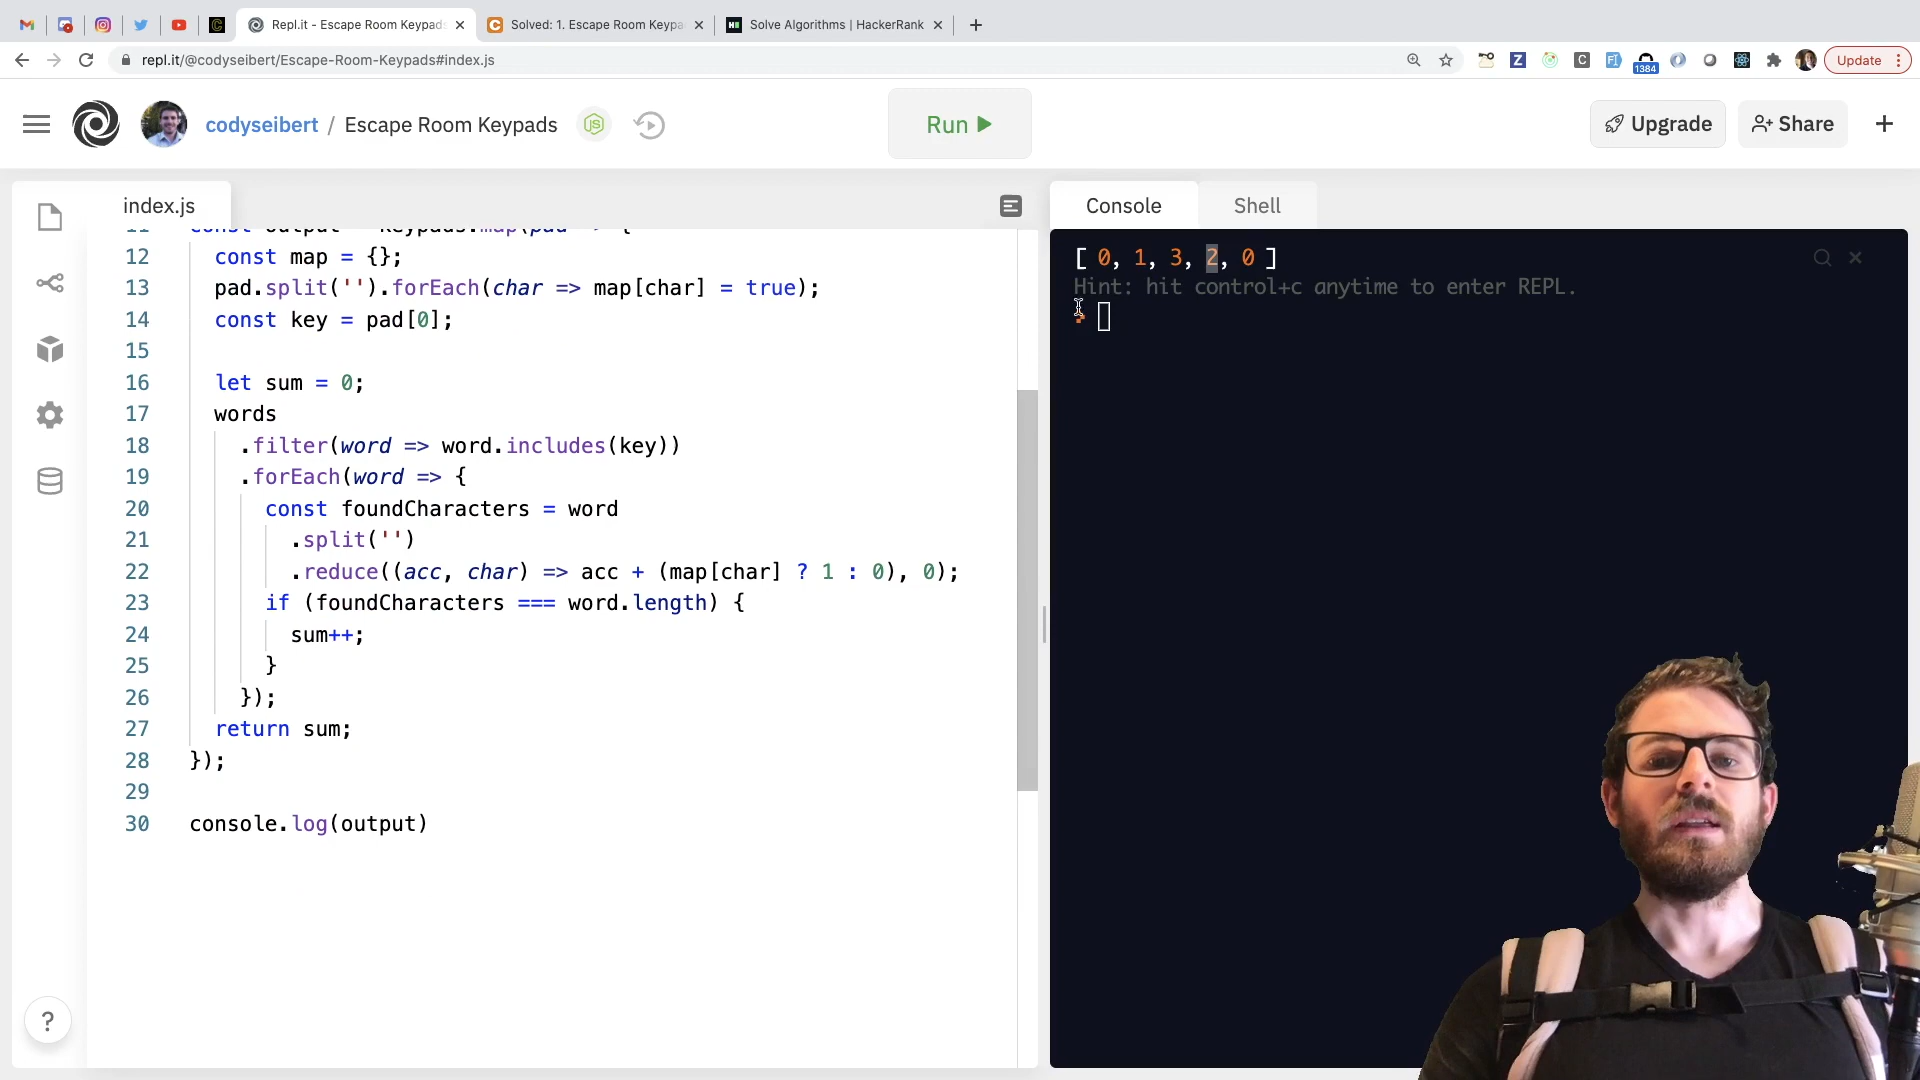 Repl.it - Escape Room Keypads
Solved: 1. Escape Room Keypa
Solve Algorithms | HackerRank
repl.it/@codyseibert/Escape-Room-Keypads#index.js
1384
Update
codyseibert / Escape Room Keypads
Run
Upgrade
Share
index.js
Console
Shell
12 const map = {};
13 pad.split('').forEach(char => map[char] = true);
14 const key = pad[0];
15
16 let sum = 0;
17 words
18 .filter(word => word.includes(key))
19 .forEach(word => {
20 const foundCharacters = word
21 .split('')
22 .reduce((acc, char) => acc + (map[char] ? 1 : 0), 0);
23 if (foundCharacters === word.length) {
24 sum++;
25 }
26 });
27 return sum;
28 });
29
30 console.log(output)
[ 0, 1, 3, 2, 0 ]
Hint: hit control+c anytime to enter REPL.
?